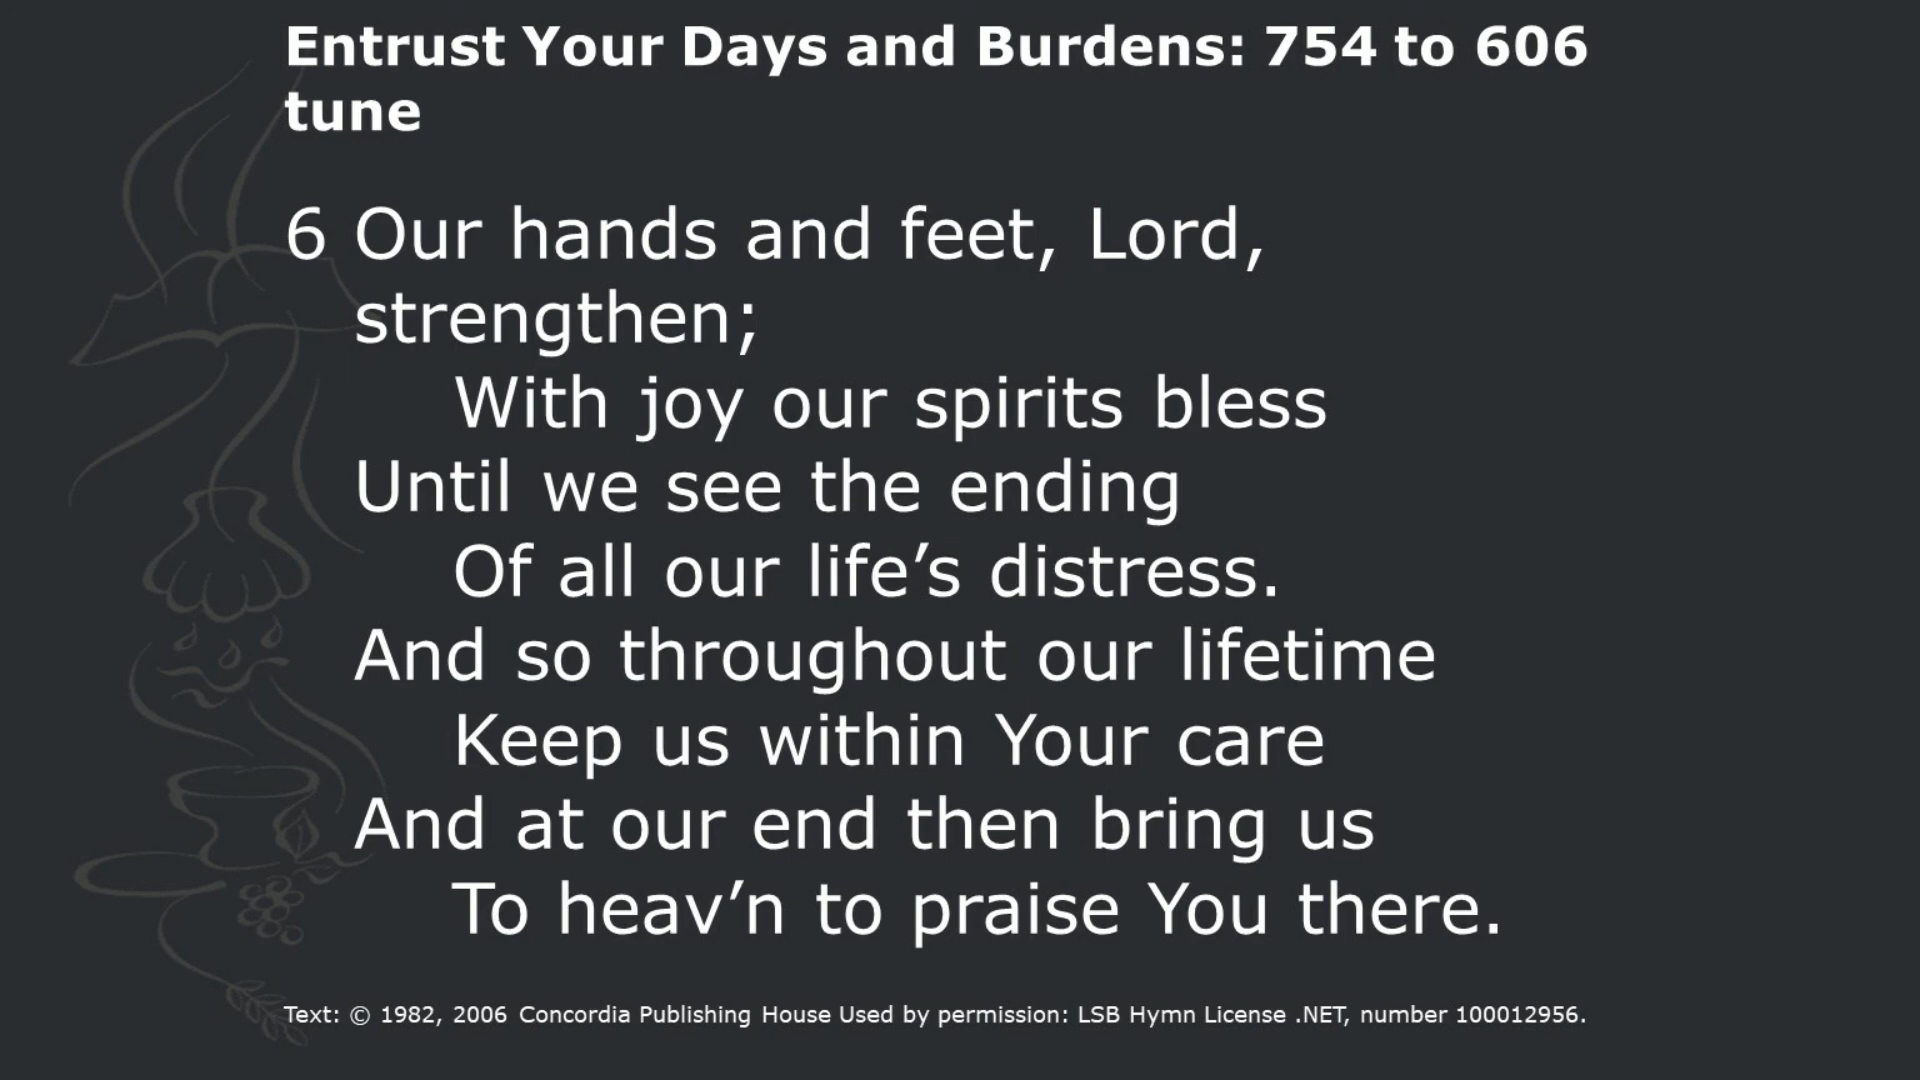 Entrust Your Days and Burdens: 754 to 606
tune
6 Our hands and feet, Lord,
strengthen;
With joy our spirits bless
Until we see the ending
Of all our life’s distress.
And so throughout our lifetime
Keep us within Your care
And at our end then bring us
To heav’n to praise You there.
Text: © 1982, 2006 Concordia Publishing House Used by permission: LSB Hymn License .NET, number 100012956.